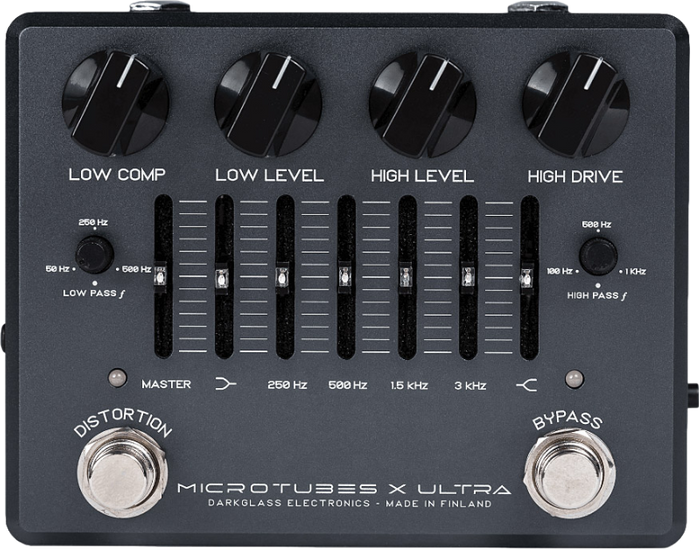 LOW COMP
LOW LEVEL
HIGH LEVEL
HIGH DRIVE
250 Hz
50 Hz
500 Hz
LOW PASS f
500 Hz
100 Hz
1 KHz
HIGH PASS f
MASTER
250 Hz
500 Hz
1.5 kHz
3 kHz
DISTORTION
BYPASS
MICROTUBES X ULTRA
DARKGLASS ELECTRONICS - MADE IN FINLAND